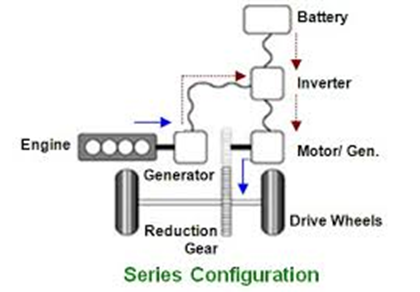 Battery
Inverter
Engine
Motor/ Gen.
Generator
Drive Wheels
Reduction
Gear
Series Configuration